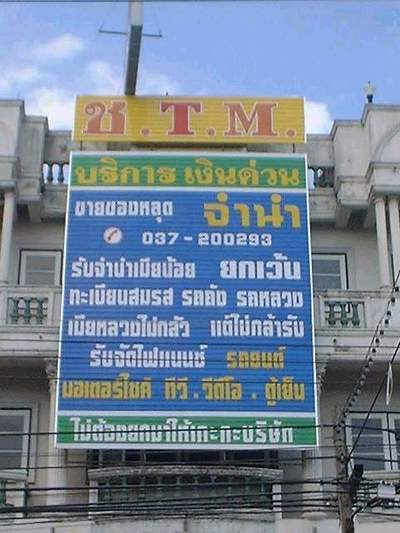 ช.T.M.
บริการ เงินด่วน
ขายของหลุด จำนำ
037-200293
รับจำนำเมียน้อย ยกเว้น
ทะเบียนสมรส รถถัง รถหลวง
เมียหลวงไม่กลัว แต่ไม่กล้ารับ
รับจัดไฟแนนซ์ รถยนต์
มอเตอร์ไซค์ ทีวี . วีดีโอ . ตู้เย็น
ไม่ต้องยกมาให้เกะกะบริษัท